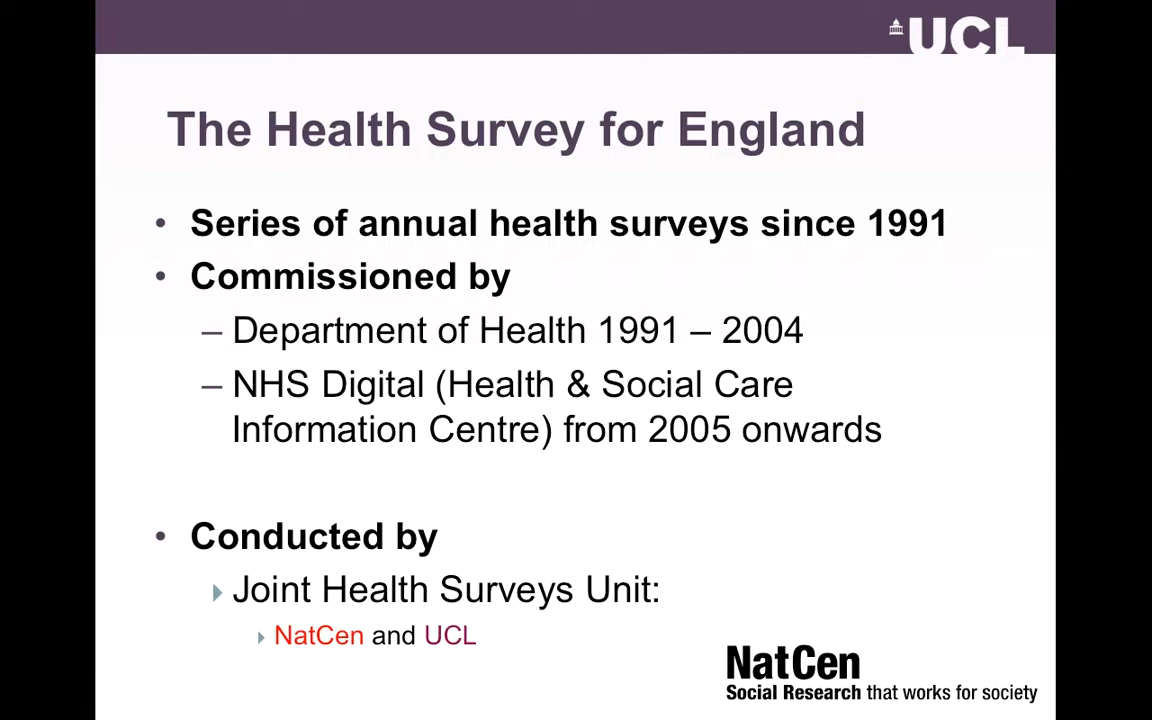 UCL
The Health Survey for England
• Series of annual health surveys since 1991
• Commissioned by
– Department of Health 1991 – 2004
– NHS Digital (Health & Social Care
Information Centre) from 2005 onwards
• Conducted by
Joint Health Surveys Unit:
NatCen and UCL
NatCen
Social Research that works for society